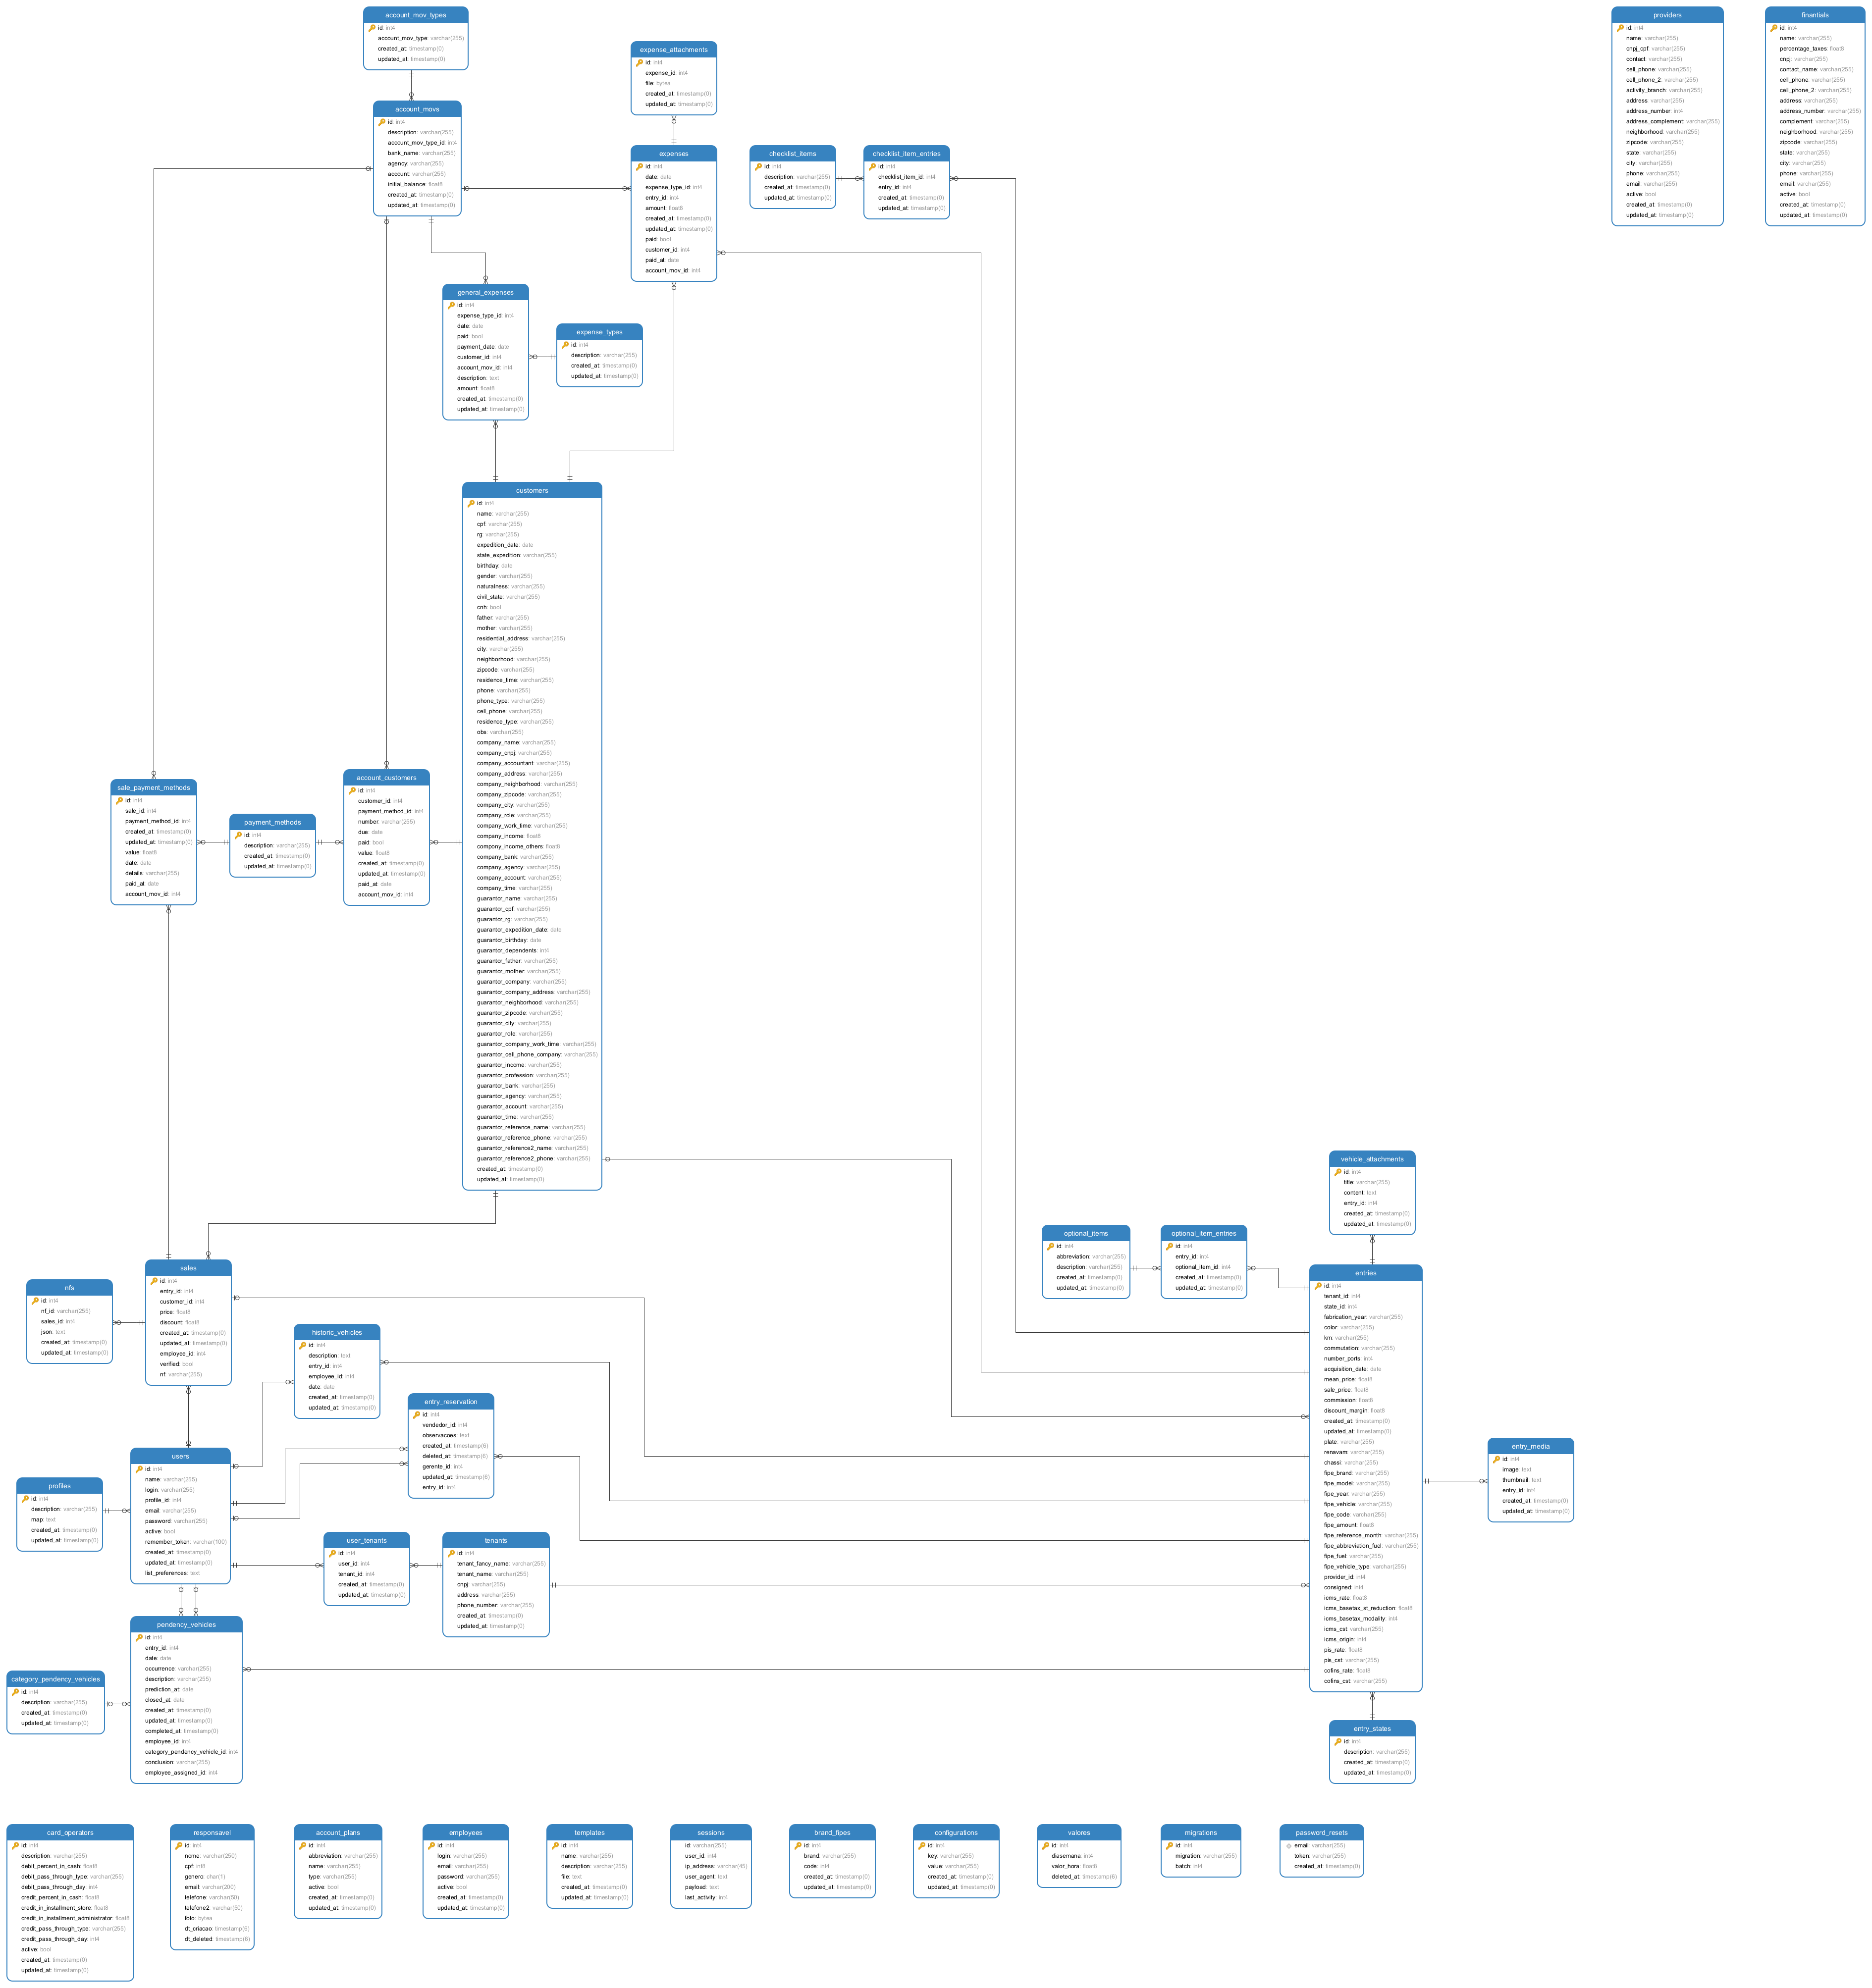 account_mov_types
id: int4
account_mov_type: varchar(255)
created_at: timestamp(0)
updated_at: timestamp(0)
providers
id: int4
name: varchar(255)
cnpj_cpf: varchar(255)
contact: varchar(255)
cell_phone: varchar(255)
cell_phone_2: varchar(255)
activity_branch: varchar(255)
address: varchar(255)
address_number: int4
address_complement: varchar(255)
neighborhood: varchar(255)
zipcode: varchar(255)
state: varchar(255)
city: varchar(255)
phone: varchar(255)
email: varchar(255)
active: bool
created_at: timestamp(0)
updated_at: timestamp(0)
finantials
id: int4
name: varchar(255)
percentage_taxes: float8
cnpj: varchar(255)
contact_name: varchar(255)
cell_phone: varchar(255)
cell_phone_2: varchar(255)
address: varchar(255)
address_number: varchar(255)
complement: varchar(255)
neighborhood: varchar(255)
zipcode: varchar(255)
state: varchar(255)
city: varchar(255)
phone: varchar(255)
email: varchar(255)
active: bool
created_at: timestamp(0)
updated_at: timestamp(0)
expense_attachments
id: int4
expense_id: int4
file: bytea
created_at: timestamp(0)
updated_at: timestamp(0)
account_movs
id: int4
description: varchar(255)
account_mov_type_id: int4
bank_name: varchar(255)
agency: varchar(255)
account: varchar(255)
initial_balance: float8
created_at: timestamp(0)
updated_at: timestamp(0)
expenses
id: int4
date: date
expense_type_id: int4
entry_id: int4
amount: float8
created_at: timestamp(0)
updated_at: timestamp(0)
paid: bool
customer_id: int4
paid_at: date
account_mov_id: int4
checklist_items
id: int4
description: varchar(255)
created_at: timestamp(0)
updated_at: timestamp(0)
checklist_item_entries
id: int4
checklist_item_id: int4
entry_id: int4
created_at: timestamp(0)
updated_at: timestamp(0)
general_expenses
id: int4
expense_type_id: int4
date: date
paid: bool
payment_date: date
customer_id: int4
account_mov_id: int4
description: text
amount: float8
created_at: timestamp(0)
updated_at: timestamp(0)
expense_types
id: int4
description: varchar(255)
created_at: timestamp(0)
updated_at: timestamp(0)
customers
id: int4
name: varchar(255)
cpf: varchar(255)
rg: varchar(255)
expedition_date: date
state_expedition: varchar(255)
birthday: date
gender: varchar(255)
naturalness: varchar(255)
civil_state: varchar(255)
cnh: bool
father: varchar(255)
mother: varchar(255)
residential_address: varchar(255)
city: varchar(255)
neighborhood: varchar(255)
zipcode: varchar(255)
residence_time: varchar(255)
phone: varchar(255)
phone_type: varchar(255)
cell_phone: varchar(255)
residence_type: varchar(255)
obs: varchar(255)
company_name: varchar(255)
company_cnpj: varchar(255)
company_accountant: varchar(255)
company_address: varchar(255)
company_neighborhood: varchar(255)
company_zipcode: varchar(255)
company_city: varchar(255)
company_role: varchar(255)
company_work_time: varchar(255)
company_income: float8
company_income_others: float8
company_bank: varchar(255)
company_agency: varchar(255)
company_account: varchar(255)
company_time: varchar(255)
guarantor_name: varchar(255)
guarantor_cpf: varchar(255)
guarantor_rg: varchar(255)
guarantor_expedition_date: date
guarantor_birthday: date
guarantor_dependents: int4
guarantor_father: varchar(255)
guarantor_mother: varchar(255)
guarantor_company: varchar(255)
guarantor_company_address: varchar(255)
guarantor_neighborhood: varchar(255)
guarantor_zipcode: varchar(255)
guarantor_city: varchar(255)
guarantor_role: varchar(255)
guarantor_company_work_time: varchar(255)
guarantor_cell_phone_company: varchar(255)
guarantor_income: varchar(255)
guarantor_profession: varchar(255)
guarantor_bank: varchar(255)
guarantor_agency: varchar(255)
guarantor_account: varchar(255)
guarantor_time: varchar(255)
guarantor_reference_name: varchar(255)
guarantor_reference_phone: varchar(255)
guarantor_reference2_name: varchar(255)
guarantor_reference2_phone: varchar(255)
created_at: timestamp(0)
updated_at: timestamp(0)
sale_payment_methods
id: int4
sale_id: int4
payment_method_id: int4
created_at: timestamp(0)
updated_at: timestamp(0)
value: float8
date: date
details: varchar(255)
paid_at: date
account_mov_id: int4
payment_methods
id: int4
description: varchar(255)
created_at: timestamp(0)
updated_at: timestamp(0)
account_customers
id: int4
customer_id: int4
payment_method_id: int4
number: varchar(255)
due: date
paid: bool
value: float8
created_at: timestamp(0)
updated_at: timestamp(0)
paid_at: date
account_mov_id: int4
vehicle_attachments
id: int4
title: varchar(255)
content: text
entry_id: int4
created_at: timestamp(0)
updated_at: timestamp(0)
optional_items
id: int4
abbreviation: varchar(255)
description: varchar(255)
created_at: timestamp(0)
updated_at: timestamp(0)
optional_item_entries
id: int4
entry_id: int4
optional_item_id: int4
created_at: timestamp(0)
updated_at: timestamp(0)
entries
id: int4
tenant_id: int4
state_id: int4
fabrication_year: varchar(255)
color: varchar(255)
km: varchar(255)
commutation: varchar(255)
number_ports: int4
acquisition_date: date
mean_price: float8
sale_price: float8
commission: float8
discount_margin: float8
created_at: timestamp(0)
updated_at: timestamp(0)
plate: varchar(255)
renavam: varchar(255)
chassi: varchar(255)
fipe_brand: varchar(255)
fipe_model: varchar(255)
fipe_year: varchar(255)
fipe_vehicle: varchar(255)
fipe_code: varchar(255)
fipe_amount: float8
fipe_reference_month: varchar(255)
fipe_abbreviation_fuel: varchar(255)
fipe_fuel: varchar(255)
fipe_vehicle_type: varchar(255)
provider_id: int4
consigned: int4
icms_rate: float8
icms_basetax_st_reduction: float8
icms_basetax_modality: int4
icms_cst: varchar(255)
icms_origin: int4
pis_rate: float8
pis_cst: varchar(255)
cofins_rate: float8
cofins_cst: varchar(255)
nfs
id: int4
nf_id: varchar(255)
sales_id: int4
json: text
created_at: timestamp(0)
updated_at: timestamp(0)
sales
id: int4
entry_id: int4
customer_id: int4
price: float8
discount: float8
created_at: timestamp(0)
updated_at: timestamp(0)
employee_id: int4
verified: bool
nf: varchar(255)
historic_vehicles
id: int4
description: text
entry_id: int4
employee_id: int4
date: date
created_at: timestamp(0)
updated_at: timestamp(0)
entry_reservation
id: int4
vendedor_id: int4
observacoes: text
created_at: timestamp(6)
deleted_at: timestamp(6)
gerente_id: int4
updated_at: timestamp(6)
entry_id: int4
entry_media
id: int4
image: text
thumbnail: text
entry_id: int4
created_at: timestamp(0)
updated_at: timestamp(0)
profiles
id: int4
description: varchar(255)
map: text
created_at: timestamp(0)
updated_at: timestamp(0)
users
id: int4
name: varchar(255)
login: varchar(255)
profile_id: int4
email: varchar(255)
password: varchar(255)
active: bool
remember_token: varchar(100)
created_at: timestamp(0)
updated_at: timestamp(0)
list_preferences: text
user_tenants
id: int4
user_id: int4
tenant_id: int4
created_at: timestamp(0)
updated_at: timestamp(0)
tenants
id: int4
tenant_fancy_name: varchar(255)
tenant_name: varchar(255)
cnpj: varchar(255)
address: varchar(255)
phone_number: varchar(255)
created_at: timestamp(0)
updated_at: timestamp(0)
category_pendency_vehicles
id: int4
description: varchar(255)
created_at: timestamp(0)
updated_at: timestamp(0)
pendency_vehicles
id: int4
entry_id: int4
date: date
occurrence: varchar(255)
description: varchar(255)
prediction_at: date
closed_at: date
created_at: timestamp(0)
updated_at: timestamp(0)
completed_at: timestamp(0)
employee_id: int4
category_pendency_vehicle_id: int4
conclusion: varchar(255)
employee_assigned_id: int4
entry_states
id: int4
description: varchar(255)
created_at: timestamp(0)
updated_at: timestamp(0)
card_operators
id: int4
description: varchar(255)
debit_percent_in_cash: float8
debit_pass_through_type: varchar(255)
debit_pass_through_day: int4
credit_percent_in_cash: float8
credit_in_installment_store: float8
credit_in_installment_administrator: float8
credit_pass_through_type: varchar(255)
credit_pass_through_day: int4
active: bool
created_at: timestamp(0)
updated_at: timestamp(0)
responsavel
id: int4
nome: varchar(250)
cpf: int8
genero: char(1)
email: varchar(200)
telefone: varchar(50)
telefone2: varchar(50)
foto: bytea
dt_criacao: timestamp(6)
dt_deleted: timestamp(6)
account_plans
id: int4
abbreviation: varchar(255)
name: varchar(255)
type: varchar(255)
active: bool
created_at: timestamp(0)
updated_at: timestamp(0)
employees
id: int4
login: varchar(255)
email: varchar(255)
password: varchar(255)
active: bool
created_at: timestamp(0)
updated_at: timestamp(0)
templates
id: int4
name: varchar(255)
description: varchar(255)
file: text
created_at: timestamp(0)
updated_at: timestamp(0)
sessions
id: varchar(255)
user_id: int4
ip_address: varchar(45)
user_agent: text
payload: text
last_activity: int4
brand_fipes
id: int4
brand: varchar(255)
code: int4
created_at: timestamp(0)
updated_at: timestamp(0)
configurations
id: int4
key: varchar(255)
value: varchar(255)
created_at: timestamp(0)
updated_at: timestamp(0)
valores
id: int4
diasemana: int4
valor_hora: float8
deleted_at: timestamp(6)
migrations
id: int4
migration: varchar(255)
batch: int4
password_resets
email: varchar(255)
token: varchar(255)
created_at: timestamp(0)